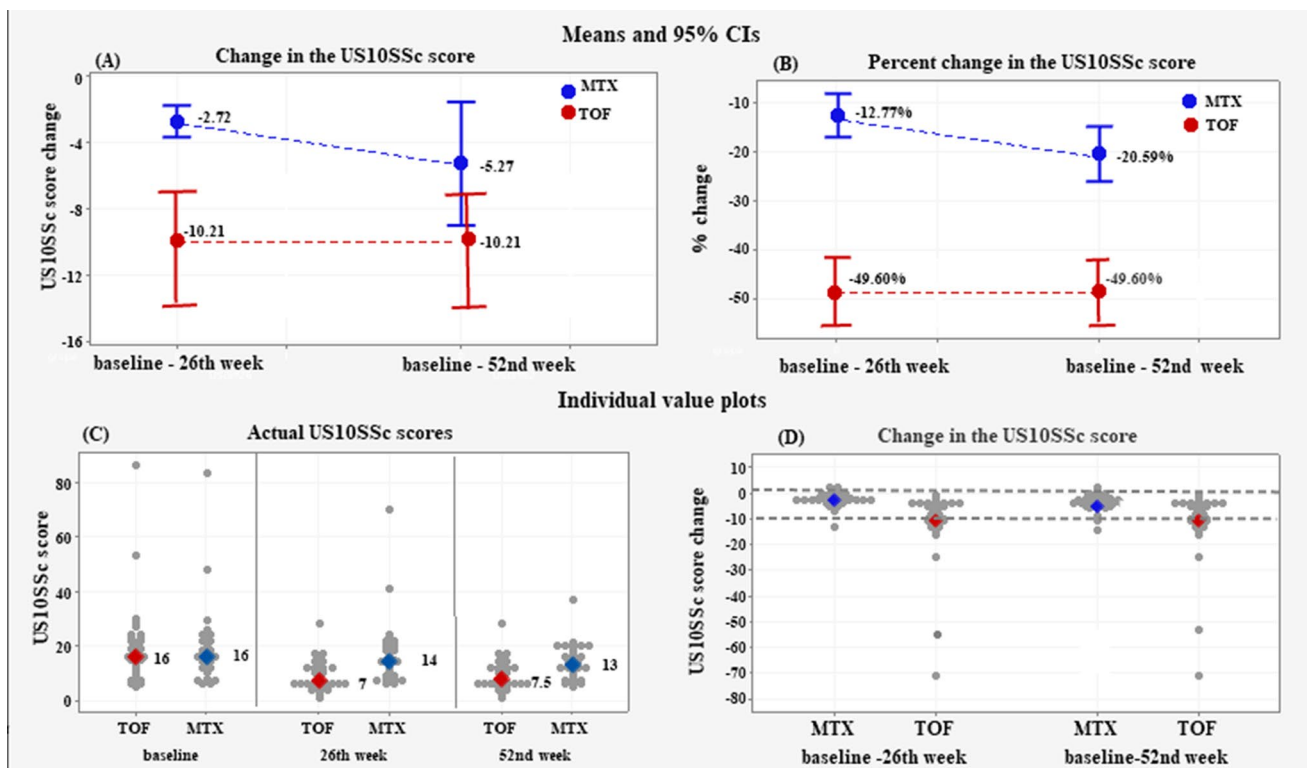 Means and 95% CIs
(A) Change in the US10SSc score
US10SSc score change
0
-4
-8
-12
-16
MTX
TOF
-2.72
-5.27
-10.21
-10.21
baseline - 26th week
baseline - 52nd week
(B) Percent change in the US10SSc score
% change
-10
-20
-30
-40
-50
MTX
TOF
-12.77%
-20.59%
-49.60%
-49.60%
baseline - 26th week
baseline - 52nd week
Individual value plots
(C) Actual US10SSc scores
US10SSc score
80
60
40
20
0
16
16
7
14
7.5
13
TOF MTX TOF MTX TOF MTX
baseline 26th week 52nd week
(D) Change in the US10SSc score
US10SSc score change
10
0
-10
-20
-30
-40
-50
-60
-70
-80
MTX TOF MTX TOF
baseline -26th week baseline-52nd week